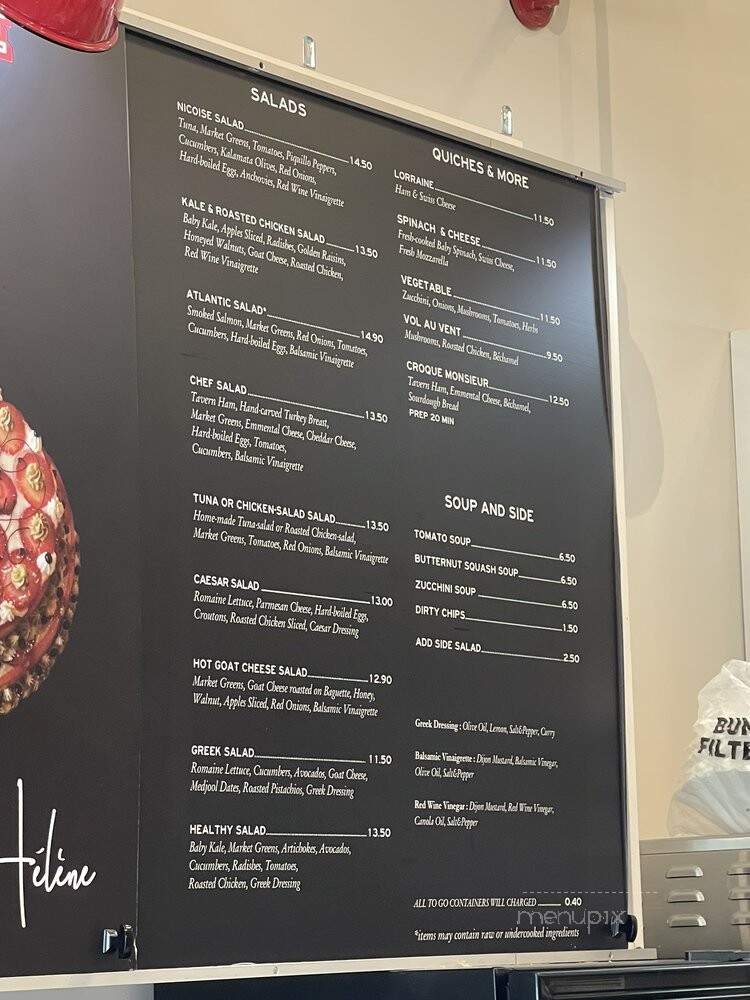 SALADS
NICOISE SALAD 14.50
Tuna, Market Greens, Tomatoes, Piquillo Peppers,
Cucumbers, Kalamata Olives, Red Onions,
Hard-boiled Eggs, Anchovies, Red Wine Vinaigrette
KALE & ROASTED CHICKEN SALAD 13.50
Baby Kale, Apples Sliced, Radishes, Golden Raisins,
Honeyed Walnuts, Goat Cheese, Roasted Chicken,
Red Wine Vinaigrette
ATLANTIC SALAD* 14.90
Smoked Salmon, Market Greens, Red Onions, Tomatoes,
Cucumbers, Hard-boiled Eggs, Balsamic Vinaigrette
CHEF SALAD 13.50
Tavern Ham, Hand-carved Turkey Breast,
Market Greens, Emmental Cheese, Cheddar Cheese,
Hard-boiled Eggs, Tomatoes,
Cucumbers, Balsamic Vinaigrette
TUNA OR CHICKEN-SALAD SALAD 13.50
Home-made Tuna-salad or Roasted Chicken-salad,
Market Greens, Tomatoes, Red Onions, Balsamic Vinaigrette
CAESAR SALAD 13.00
Romaine Lettuce, Parmesan Cheese, Hard-boiled Eggs,
Croutons, Roasted Chicken Sliced, Caesar Dressing
HOT GOAT CHEESE SALAD 12.90
Market Greens, Goat Cheese roasted on Baguette, Honey,
Walnut, Apples Sliced, Red Onions, Balsamic Vinaigrette
GREEK SALAD 11.50
Romaine Lettuce, Cucumbers, Avocados, Goat Cheese,
Medjool Dates, Roasted Pistachios, Greek Dressing
HEALTHY SALAD 13.50
Baby Kale, Market Greens, Artichokes, Avocados,
Cucumbers, Radishes, Tomatoes,
Roasted Chicken, Greek Dressing
QUICHES & MORE
LORRAINE 11.50
Ham & Swiss Cheese
SPINACH & CHEESE 11.50
Fresh-cooked Baby Spinach, Swiss Cheese,
Fresh Mozzarella
VEGETABLE 11.50
Zucchini, Onions, Mushrooms, Tomatoes, Herbs
VOL AU VENT 9.50
Mushrooms, Roasted Chicken, Béchamel
CROQUE MONSIEUR 12.50
Tavern Ham, Emmental Cheese, Béchamel,
Sourdough Bread
PREP 20 MIN
SOUP AND SIDE
TOMATO SOUP 6.50
BUTTERNUT SQUASH SOUP 6.50
ZUCCHINI SOUP 6.50
DIRTY CHIPS 1.50
ADD SIDE SALAD 2.50
Greek Dressing : Olive Oil, Lemon, Salt&Pepper, Curry
Balsamic Vinaigrette : Dijon Mustard, Balsamic Vinegar,
Olive Oil, Salt&Pepper
Red Wine Vinegar : Dijon Mustard, Red Wine Vinegar,
Canola Oil, Salt&Pepper
ALL TO GO CONTAINERS WILL CHARGED 0.40
*items may contain raw or undercooked ingredients
Hélène
BUN
FILTE
menupix